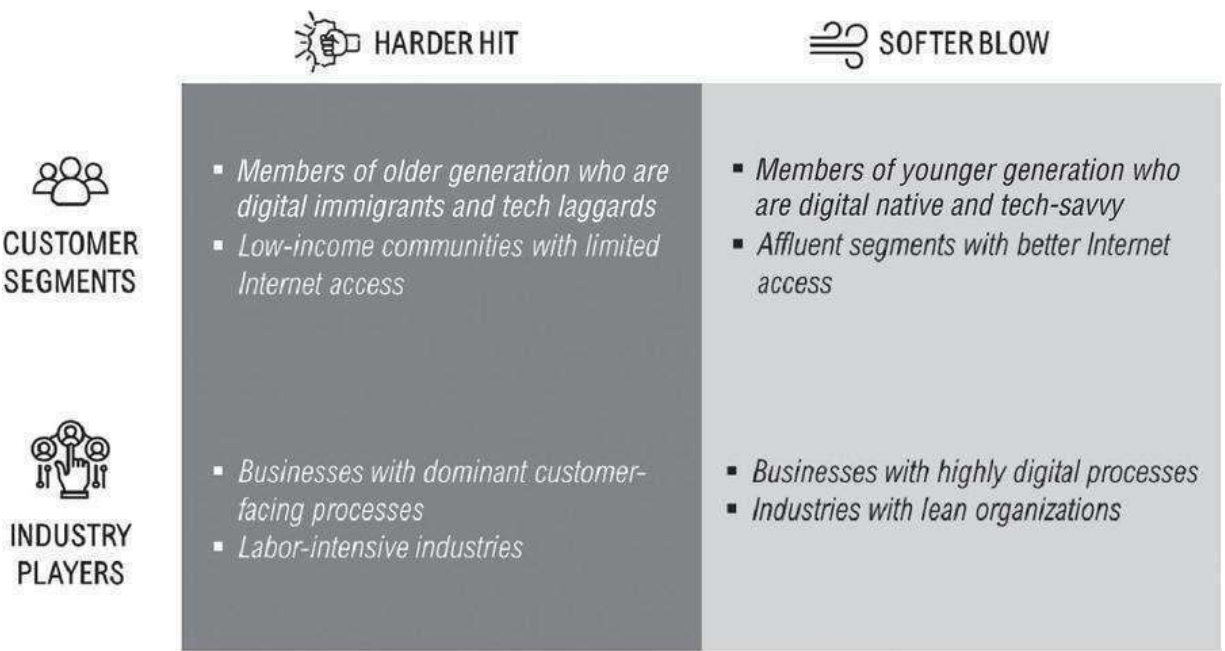 HARDER HIT
SOFTER BLOW
CUSTOMER
SEGMENTS
▪ Members of older generation who are
digital immigrants and tech laggards
▪ Low-income communities with limited
Internet access
▪ Members of younger generation who
are digital native and tech-savvy
▪ Affluent segments with better Internet
access
INDUSTRY
PLAYERS
▪ Businesses with dominant customer-
facing processes
▪ Labor-intensive industries
▪ Businesses with highly digital processes
▪ Industries with lean organizations